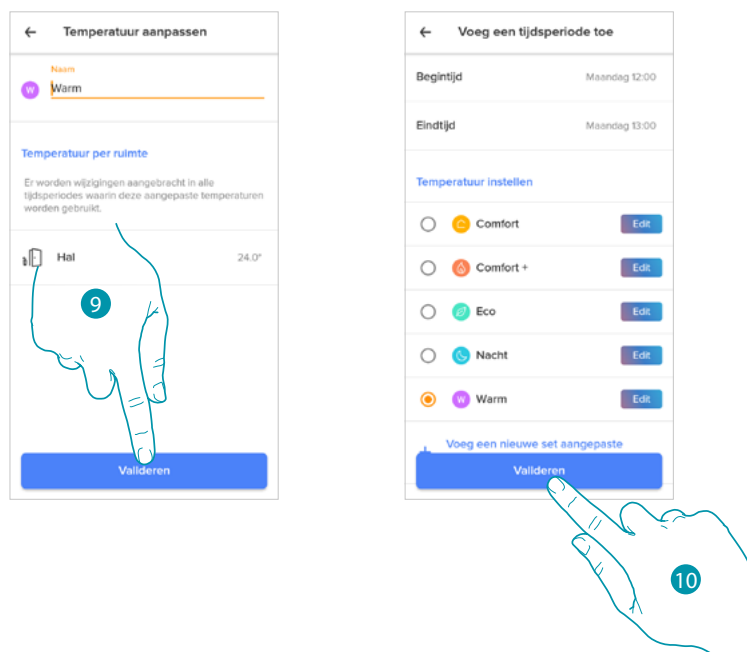 Temperatuur aanpassen
Naam
W
Warm
Temperatuur per ruimte
Er worden wijzigingen aangebracht in alle
tijdsperiodes waarin deze aangepaste temperaturen
worden gebruikt.
Hal 24.0°
9
Valideren
Voeg een tijdsperiode toe
Begintijd Maandag 12:00
Eindtijd Maandag 13:00
Temperatuur instellen
Comfort Edit
Comfort + Edit
Eco Edit
Nacht Edit
W Warm Edit
+ Voeg een nieuwe set aangepaste
Valideren
10